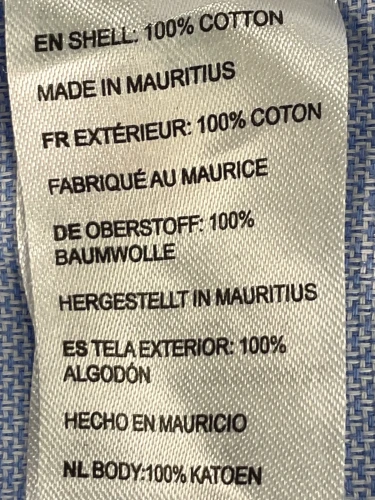 EN SHELL: 100% COTTON
MADE IN MAURITIUS
FR EXTÉRIEUR: 100% COTON
FABRIQUÉ AU MAURICE
DE OBERSTOFF: 100%
BAUMWOLLE
HERGESTELLT IN MAURITIUS
ES TELA EXTERIOR: 100%
ALGODÓN
HECHO EN MAURICIO
NL BODY:100% KATOEN